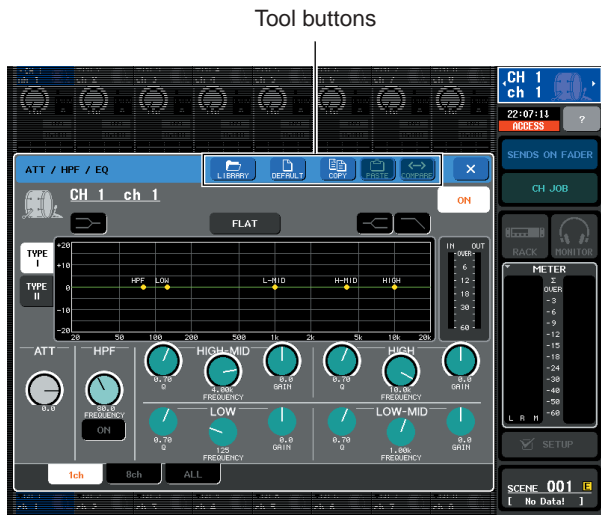 Tool buttons
CH 1
ch 1
22:07:11
ACCESS
?
SENDS ON FADER
CH JOB
RACK MONITOR
METER
Σ
OVER
-3
-6
-9
-12
-15
-18
-24
-30
-40
-50
-60
L R M
SETUP
SCENE 001 E
[ No Data! ]
ATT / HPF / EQ
LIBRARY DEFAULT COPY PASTE COMPARE
×
CH 1 ch 1
ON
FLAT
TYPE I
TYPE II
+20
+10
0
-10
-20
HPF LOW L-MID H-MID HIGH
20 50 100 200 500 1k 2k 5k 10k 20k
IN OUT
-OVER-
6
12
18
30
60
ATT HPF HIGH-MID HIGH
0.0
80.0
FREQUENCY
ON
0.70
Q
4.00k
FREQUENCY
0.0
GAIN
0.70
Q
10.0k
FREQUENCY
0.0
GAIN
LOW LOW-MID
0.70
Q
125
FREQUENCY
0.0
GAIN
0.70
Q
1.00k
FREQUENCY
0.0
GAIN
1ch 8ch ALL